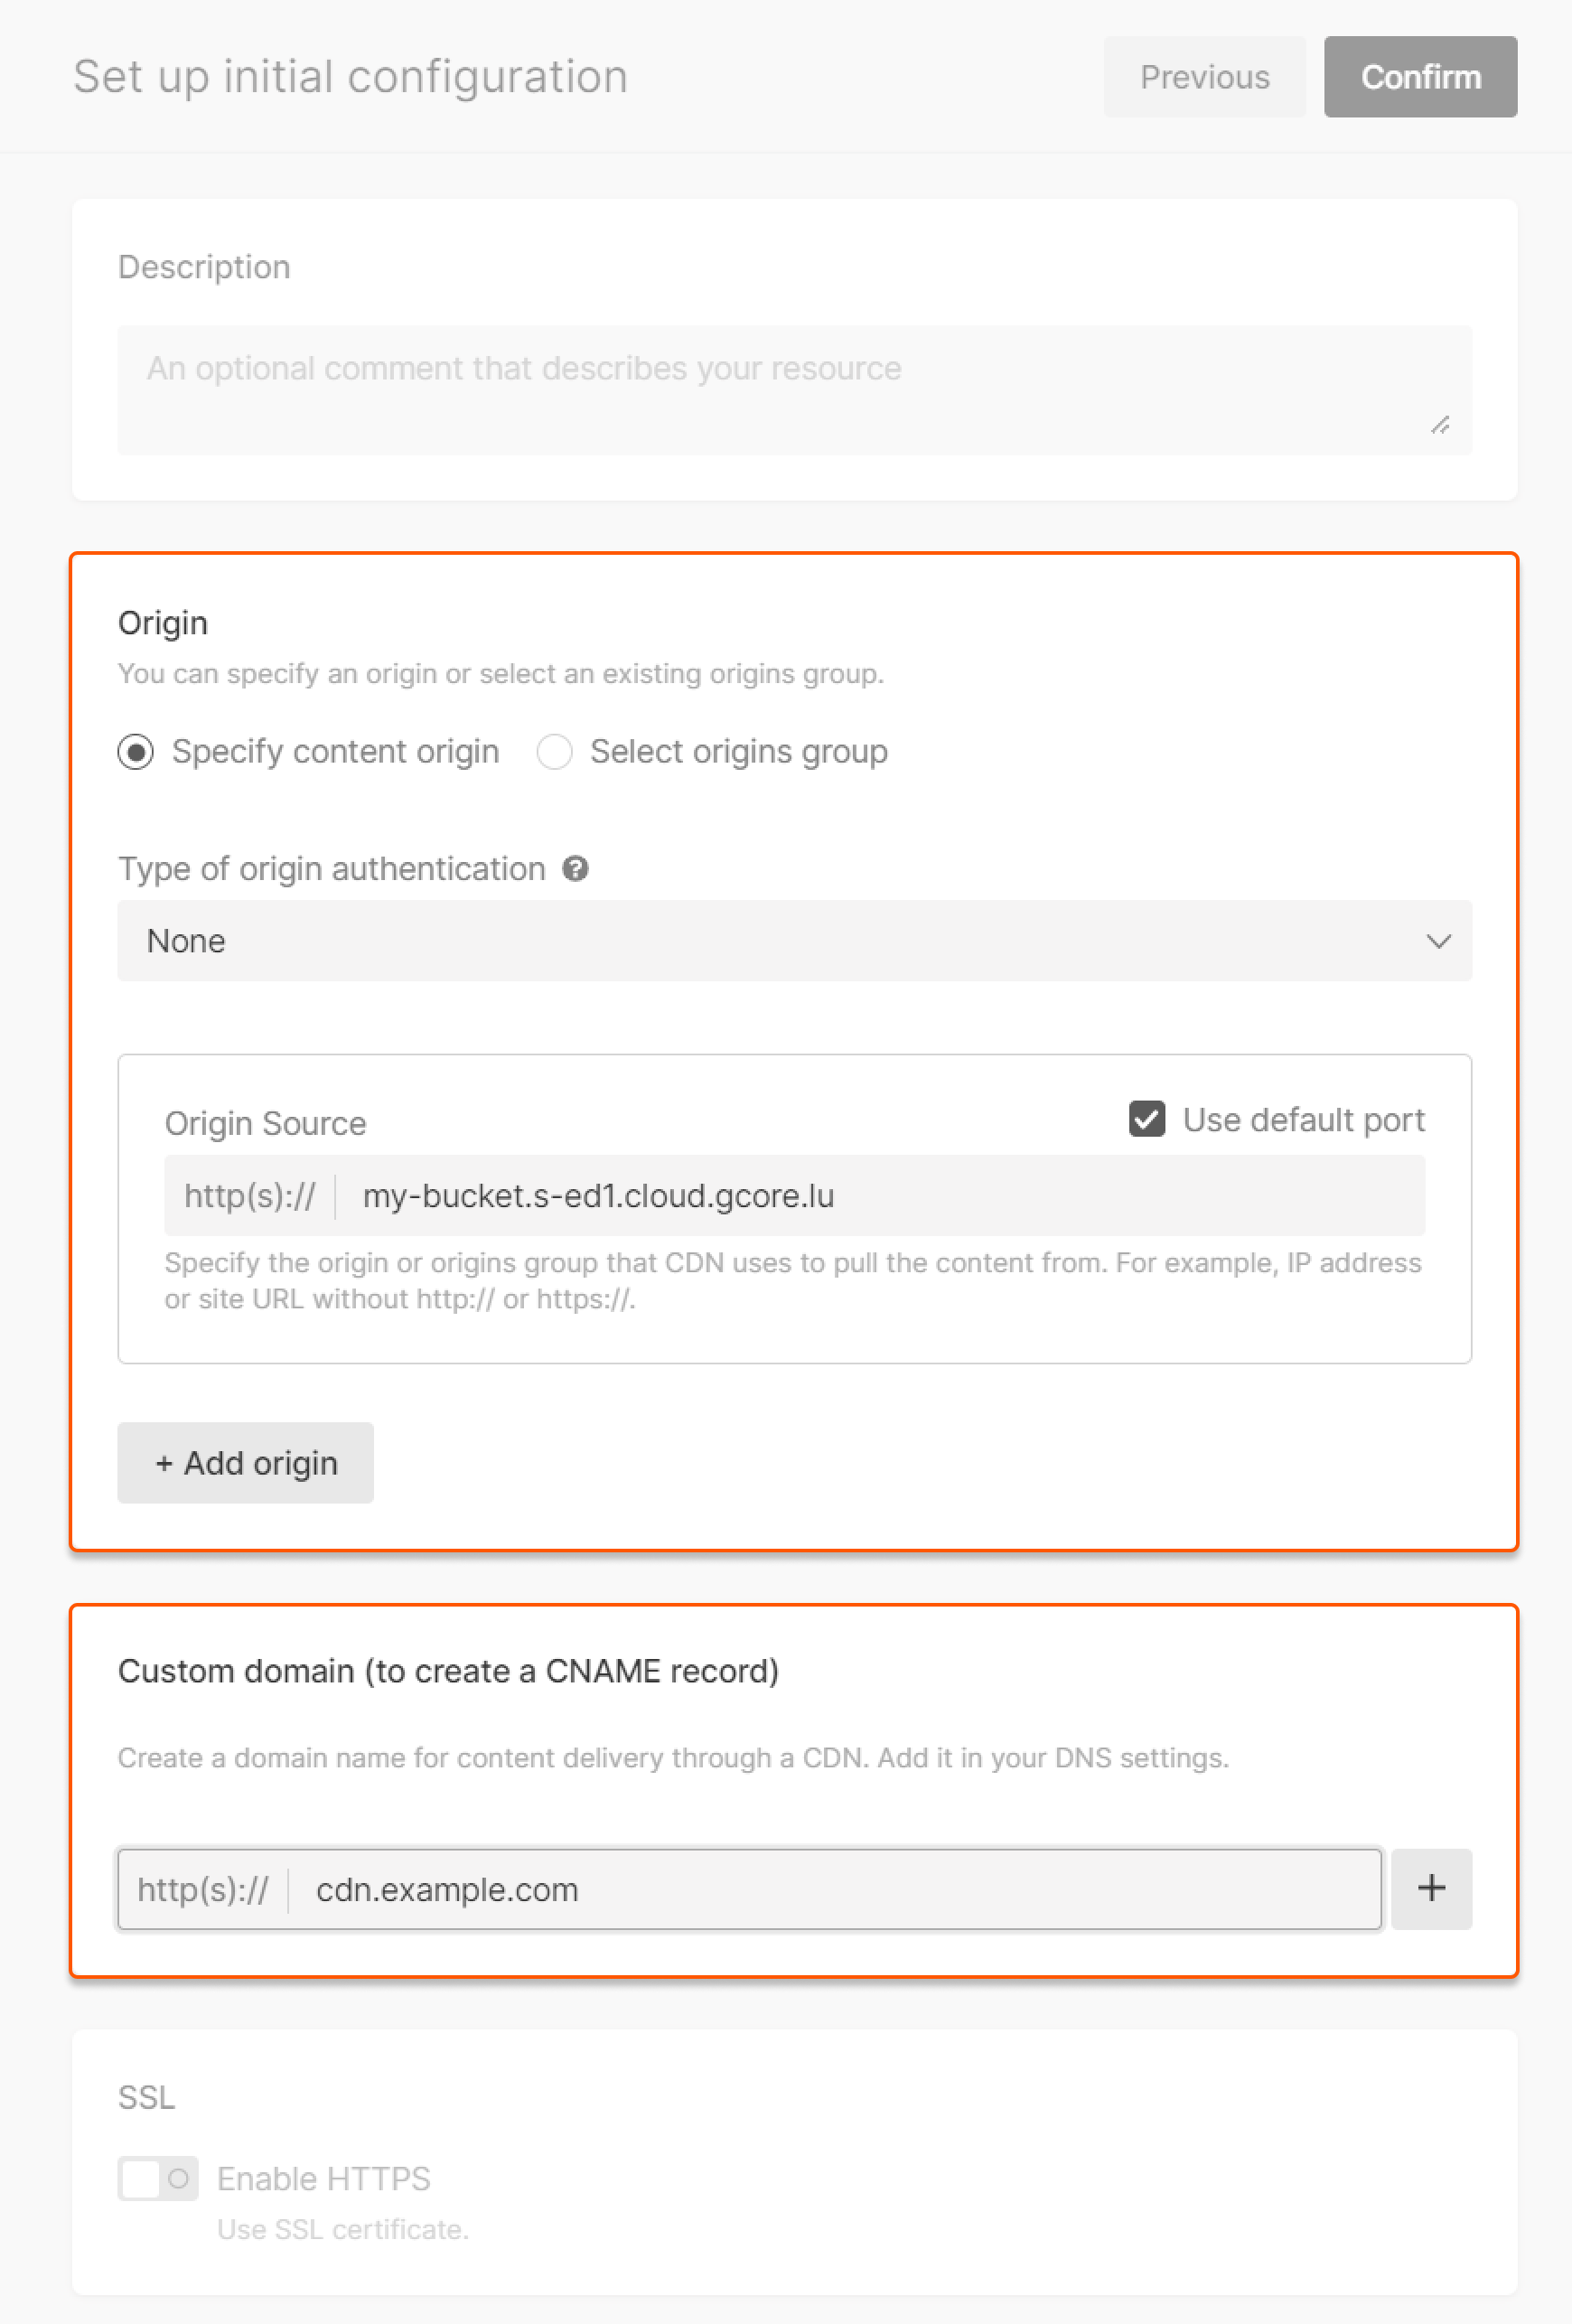 Set up initial configuration
Previous
Confirm
Description
An optional comment that describes your resource
Origin
You can specify an origin or select an existing origins group.
Specify content origin
Select origins group
Type of origin authentication ?
None
Origin Source
Use default port
http(s)://
my-bucket.s-ed1.cloud.gcore.lu
Specify the origin or origins group that CDN uses to pull the content from. For example, IP address
or site URL without http:// or https://.
+ Add origin
Custom domain (to create a CNAME record)
Create a domain name for content delivery through a CDN. Add it in your DNS settings.
http(s)://
cdn.example.com
+
SSL
Enable HTTPS
Use SSL certificate.